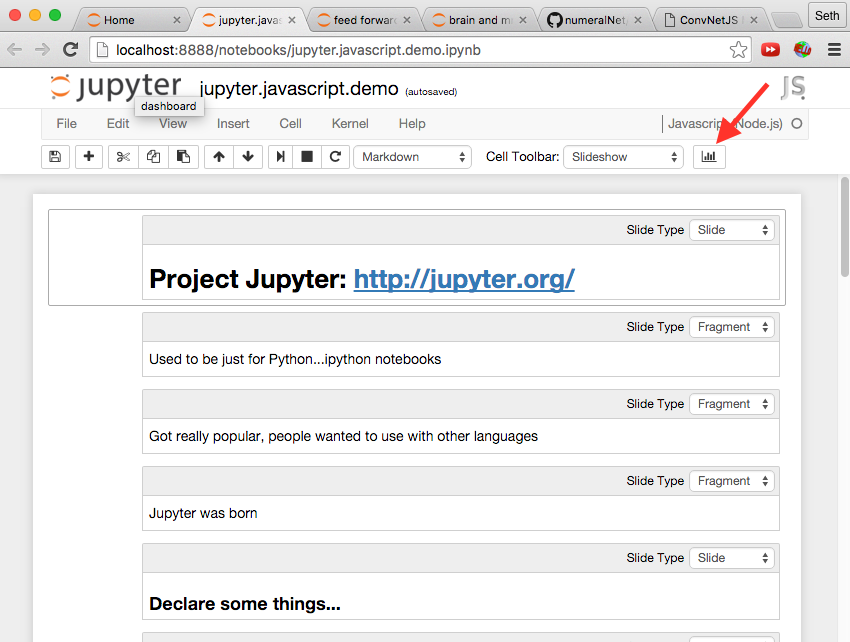 Home
jupyter.javas
feed forwar
brain and m
numeralNet
ConvNetJS
Seth
localhost:8888/notebooks/jupyter.javascript.demo.ipynb
jupyter jupyter.javascript.demo (autosaved)
JS
dashboard
File Edit View Insert Cell Kernel Help
Javascript (Node.js)
Markdown Cell Toolbar: Slideshow
Slide Type Slide
Project Jupyter: http://jupyter.org/
Slide Type Fragment
Used to be just for Python...ipython notebooks
Slide Type Fragment
Got really popular, people wanted to use with other languages
Slide Type Fragment
Jupyter was born
Slide Type Slide
Declare some things...